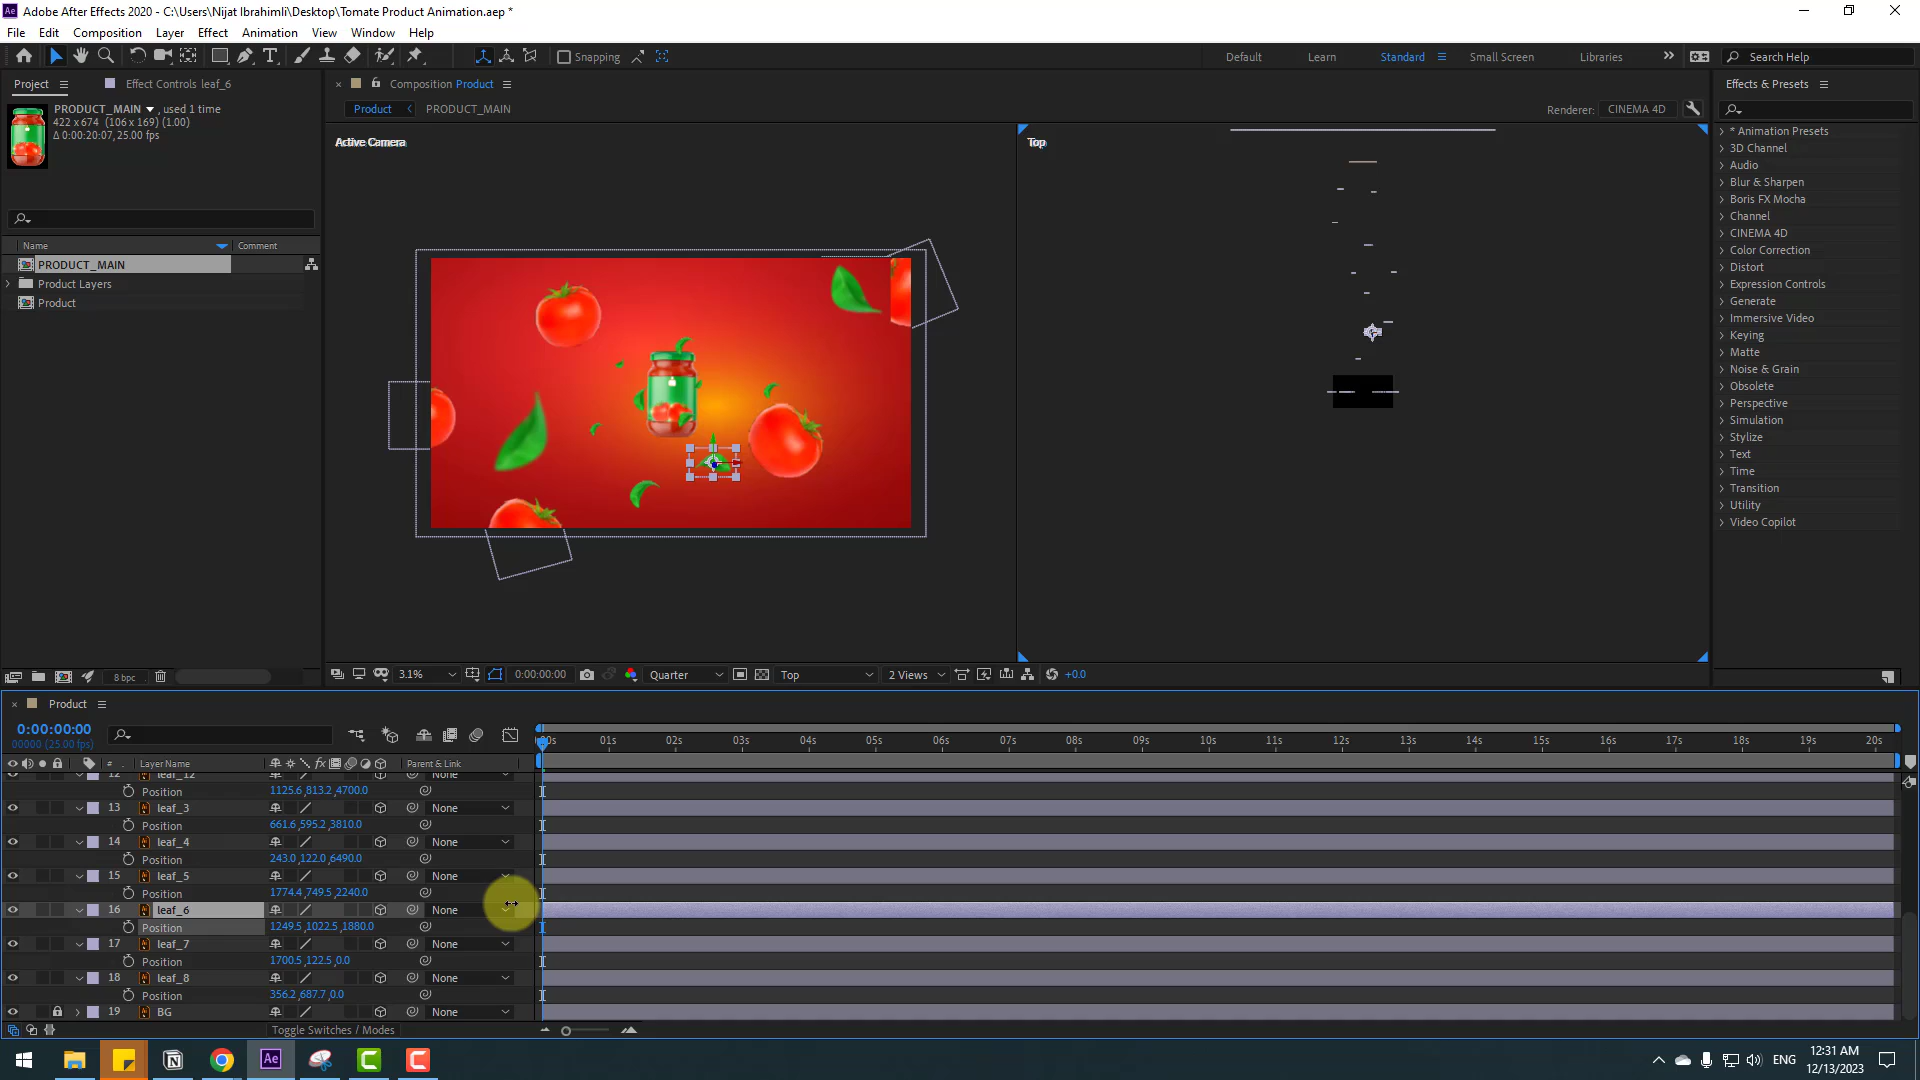 Adobe After Effects 2020 - C:\Users\Nijat Ibrahimli\Desktop\Tomate Product Animation.aep *
File Edit Composition Layer Effect Animation View Window Help
Snapping Default Learn Standard Small Screen Libraries Search Help
Project Effect Controls leaf_6 Composition Product Effects & Presets
PRODUCT_MAIN , used 1 time
422 x 674 (106 x 169) (1.00)
Δ 0:00:20:07, 25.00 fps
Product PRODUCT_MAIN Renderer: CINEMA 4D
Active Camera Top
* Animation Presets
3D Channel
Audio
Blur & Sharpen
Boris FX Mocha
Channel
CINEMA 4D
Color Correction
Distort
Expression Controls
Generate
Immersive Video
Keying
Matte
Noise & Grain
Obsolete
Perspective
Simulation
Stylize
Text
Time
Transition
Utility
Video Copilot
Name Comment
PRODUCT_MAIN
Product Layers
Product
8 bpc 3.1% 0:00:00:00 Quarter Top 2 Views +0.0
Product
0:00:00:00
00000 (25.00 fps)
01s 02s 03s 04s 05s 06s 07s 08s 09s 10s 11s 12s 13s 14s 15s 16s 17s 18s 19s 20s
# Layer Name Parent & Link
12 leaf_12 None
Position 1125.6,813.2,4700.0
13 leaf_3 None
Position 661.6,595.2,3810.0
14 leaf_4 None
Position 243.0,122.0,6490.0
15 leaf_5 None
Position 1774.4,749.5,2240.0
16 leaf_6 None
Position 1249.5,1022.5,1880.0
17 leaf_7 None
Position 1700.5,122.5,0.0
18 leaf_8 None
Position 356.2,687.7,0.0
19 BG None
Toggle Switches / Modes
ENG 12:31 AM
12/13/2023